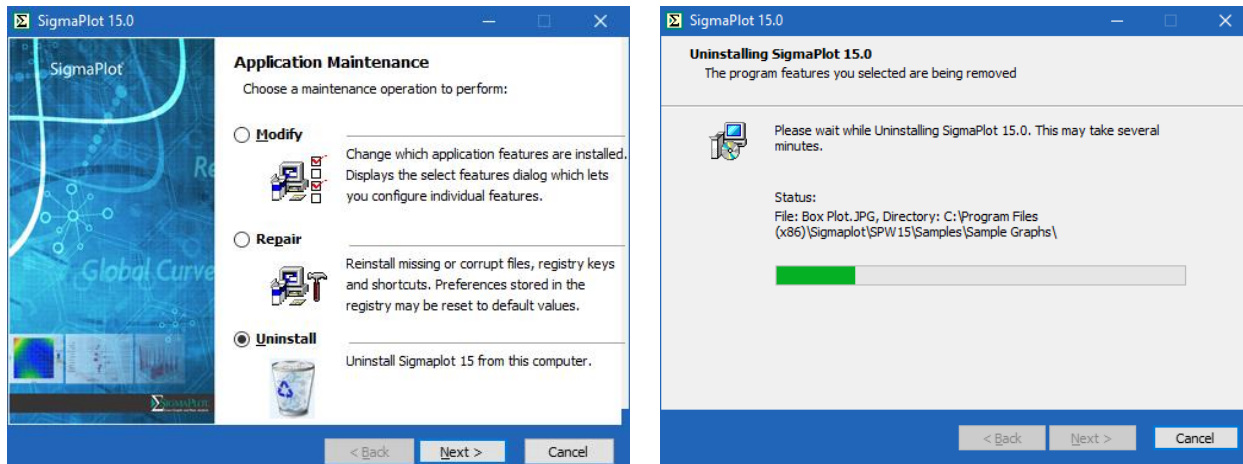 SigmaPlot 15.0
SigmaPlot
Global Curve
SIGMAPLOT
Application Maintenance
Choose a maintenance operation to perform:
Modify
Change which application features are installed.
Displays the select features dialog which lets
you configure individual features.
Repair
Reinstall missing or corrupt files, registry keys
and shortcuts. Preferences stored in the
registry may be reset to default values.
Uninstall
Uninstall Sigmaplot 15 from this computer.
< Back Next > Cancel
SigmaPlot 15.0
Uninstalling SigmaPlot 15.0
The program features you selected are being removed
Please wait while Uninstalling SigmaPlot 15.0. This may take several
minutes.
Status:
File: Box Plot.JPG, Directory: C:\Program Files
(x86)\Sigmaplot\SPW15\Samples\Sample Graphs\
< Back Next > Cancel